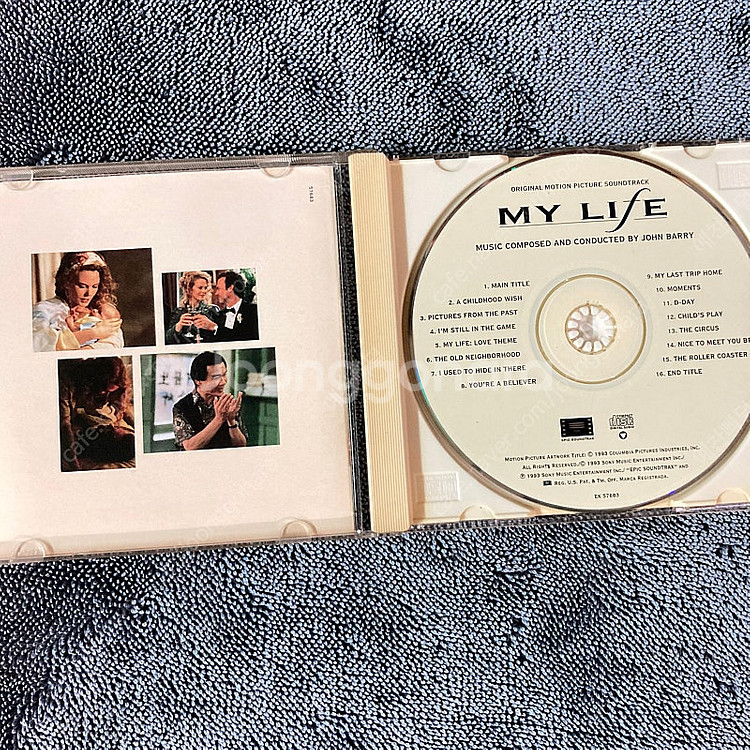 57683
ORIGINAL MOTION PICTURE SOUNDTRACK
MY LIFE
MUSIC COMPOSED AND CONDUCTED BY JOHN BARRY
1. MAIN TITLE
2. A CHILDHOOD WISH
3. PICTURES FROM THE PAST
4. I'M STILL IN THE GAME
5. MY LIFE: LOVE THEME
6. THE OLD NEIGHBORHOOD
7. I USED TO HIDE IN THERE
8. YOU'RE A BELIEVER
9. MY LAST TRIP HOME
10. MOMENTS
11. D-DAY
12. CHILD'S PLAY
13. THE CIRCUS
14. NICE TO MEET YOU
15. THE ROLLER COASTER
16. END TITLE
EPIC SOUNDTRAX
COMPACT
disc
DIGITAL AUDIO
MOTION PICTURE ARTWORK TITLE: © 1993 COLUMBIA PICTURES INDUSTRIES, INC.
ALL RIGHTS RESERVED./© 1993 SONY MUSIC ENTERTAINMENT INC./
℗ 1993 SONY MUSIC ENTERTAINMENT INC./ "EPIC SOUNDTRAX" AND
REG. U.S. PAT. & TM. OFF. MARCA REGISTRADA.
EK 57683